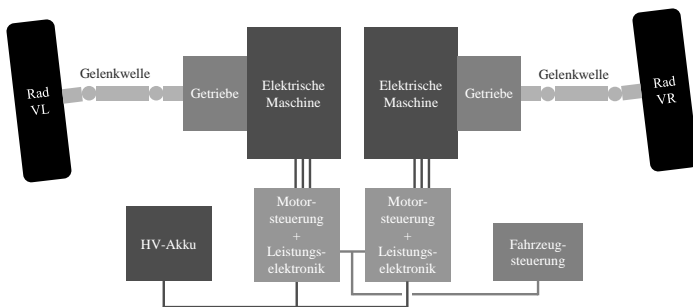 Rad
VL
Gelenkwelle
Getriebe
Elektrische
Maschine
Elektrische
Maschine
Getriebe
Gelenkwelle
Rad
VR
HV-Akku
Motor-
steuerung
+
Leistungs-
elektronik
Motor-
steuerung
+
Leistungs-
elektronik
Fahrzeug-
steuerung